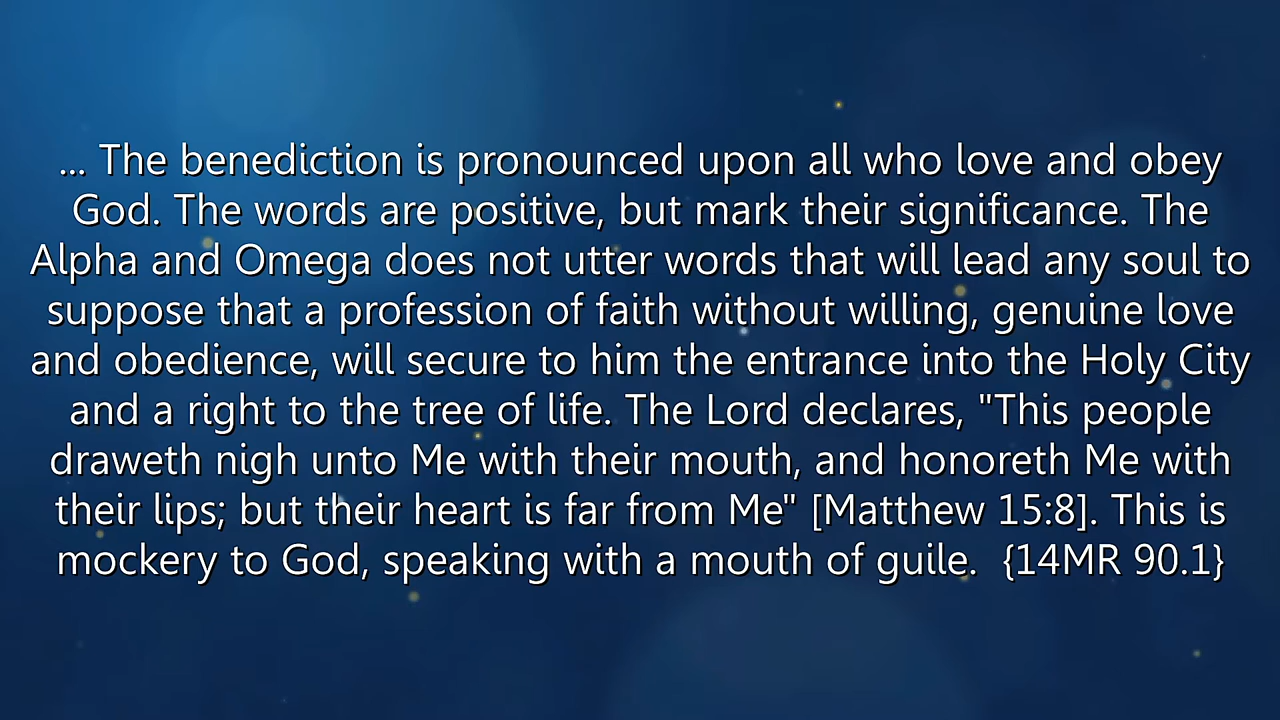 ... The benediction is pronounced upon all who love and obey
God. The words are positive, but mark their significance. The
Alpha and Omega does not utter words that will lead any soul to
suppose that a profession of faith without willing, genuine love
and obedience, will secure to him the entrance into the Holy City
and a right to the tree of life. The Lord declares, "This people
draweth nigh unto Me with their mouth, and honoreth Me with
their lips; but their heart is far from Me" [Matthew 15:8]. This is
mockery to God, speaking with a mouth of guile.  {14MR 90.1}